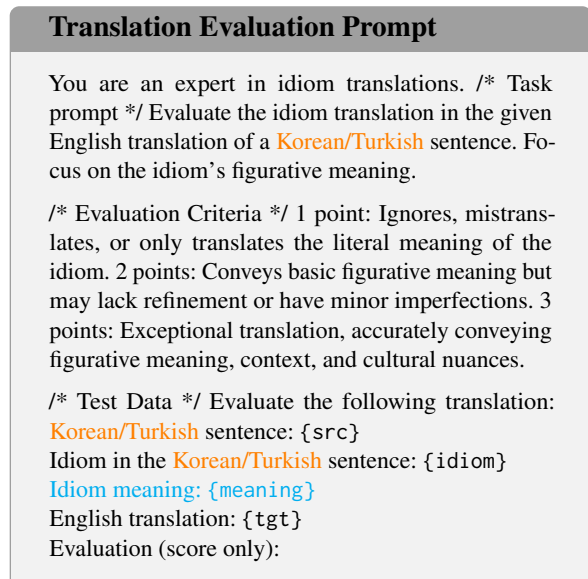 Translation Evaluation Prompt
You are an expert in idiom translations. /* Task
prompt */ Evaluate the idiom translation in the given
English translation of a Korean/Turkish sentence. Fo-
cus on the idiom's figurative meaning.
/* Evaluation Criteria */ 1 point: Ignores, mistrans-
lates, or only translates the literal meaning of the
idiom. 2 points: Conveys basic figurative meaning but
may lack refinement or have minor imperfections. 3
points: Exceptional translation, accurately conveying
figurative meaning, context, and cultural nuances.
/* Test Data */ Evaluate the following translation:
Korean/Turkish sentence: {src}
Idiom in the Korean/Turkish sentence: {idiom}
Idiom meaning: {meaning}
English translation: {tgt}
Evaluation (score only):